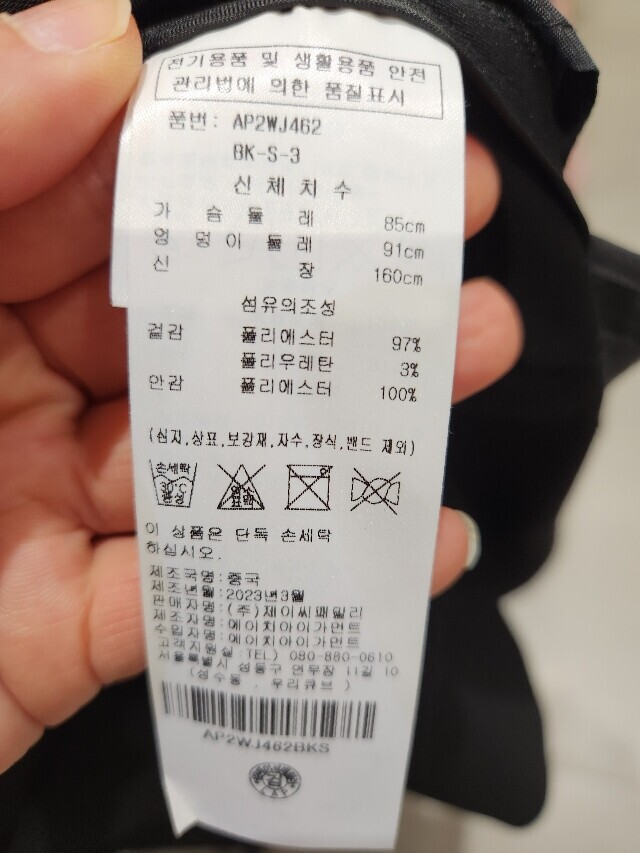 전기용품 및 생활용품 안전
관리법에 의한 품질표시
품번: AP2WJ462
BK-S-3
신체치수
가슴둘레 85cm
엉덩이둘레 91cm
신장 160cm
섬유의조성
겉감 폴리에스터 97%
폴리우레탄 3%
안감 폴리에스터 100%
(심지,상표,보강재,자수,장식,밴드 제외)
손세탁
30°C
중성
염소
표백
이 상품은 단독 손세탁
하십시오.
제조국명:중국
제조년월:2023년3월
판매자명:(주)제이씨패밀리
제조자명:에이치아이가먼트
수입자명:에이치아이가먼트
고객지원실:TEL) 080-880-0610
서울특별시 성동구 연무장 11길 10
(성수동 , 우리큐브)
AP2WJ462BKS